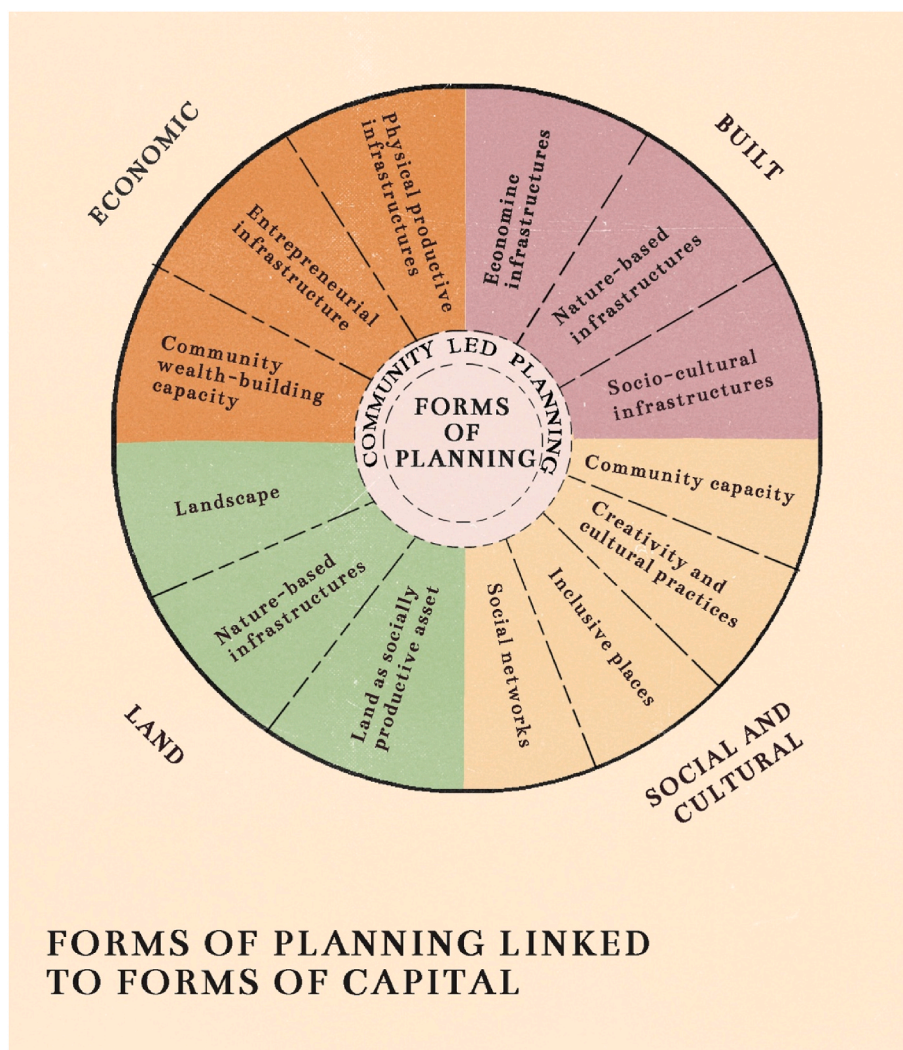 ECONOMIC
BUILT
Physical productive
infrastructures
Econominc
infrastructures
Entrepreneurial
infrastructure
Nature-based
infrastructures
Community
wealth-building
capacity
Socio-cultural
infrastructures
COMMUNITY LED PLANNING
FORMS
OF
PLANNING
Landscape
Community capacity
Nature-based
infrastructures
Creativity and
cultural practices
Land as socially
productive asset
Social networks
Inclusive places
LAND
SOCIAL AND
CULTURAL
FORMS OF PLANNING LINKED
TO FORMS OF CAPITAL